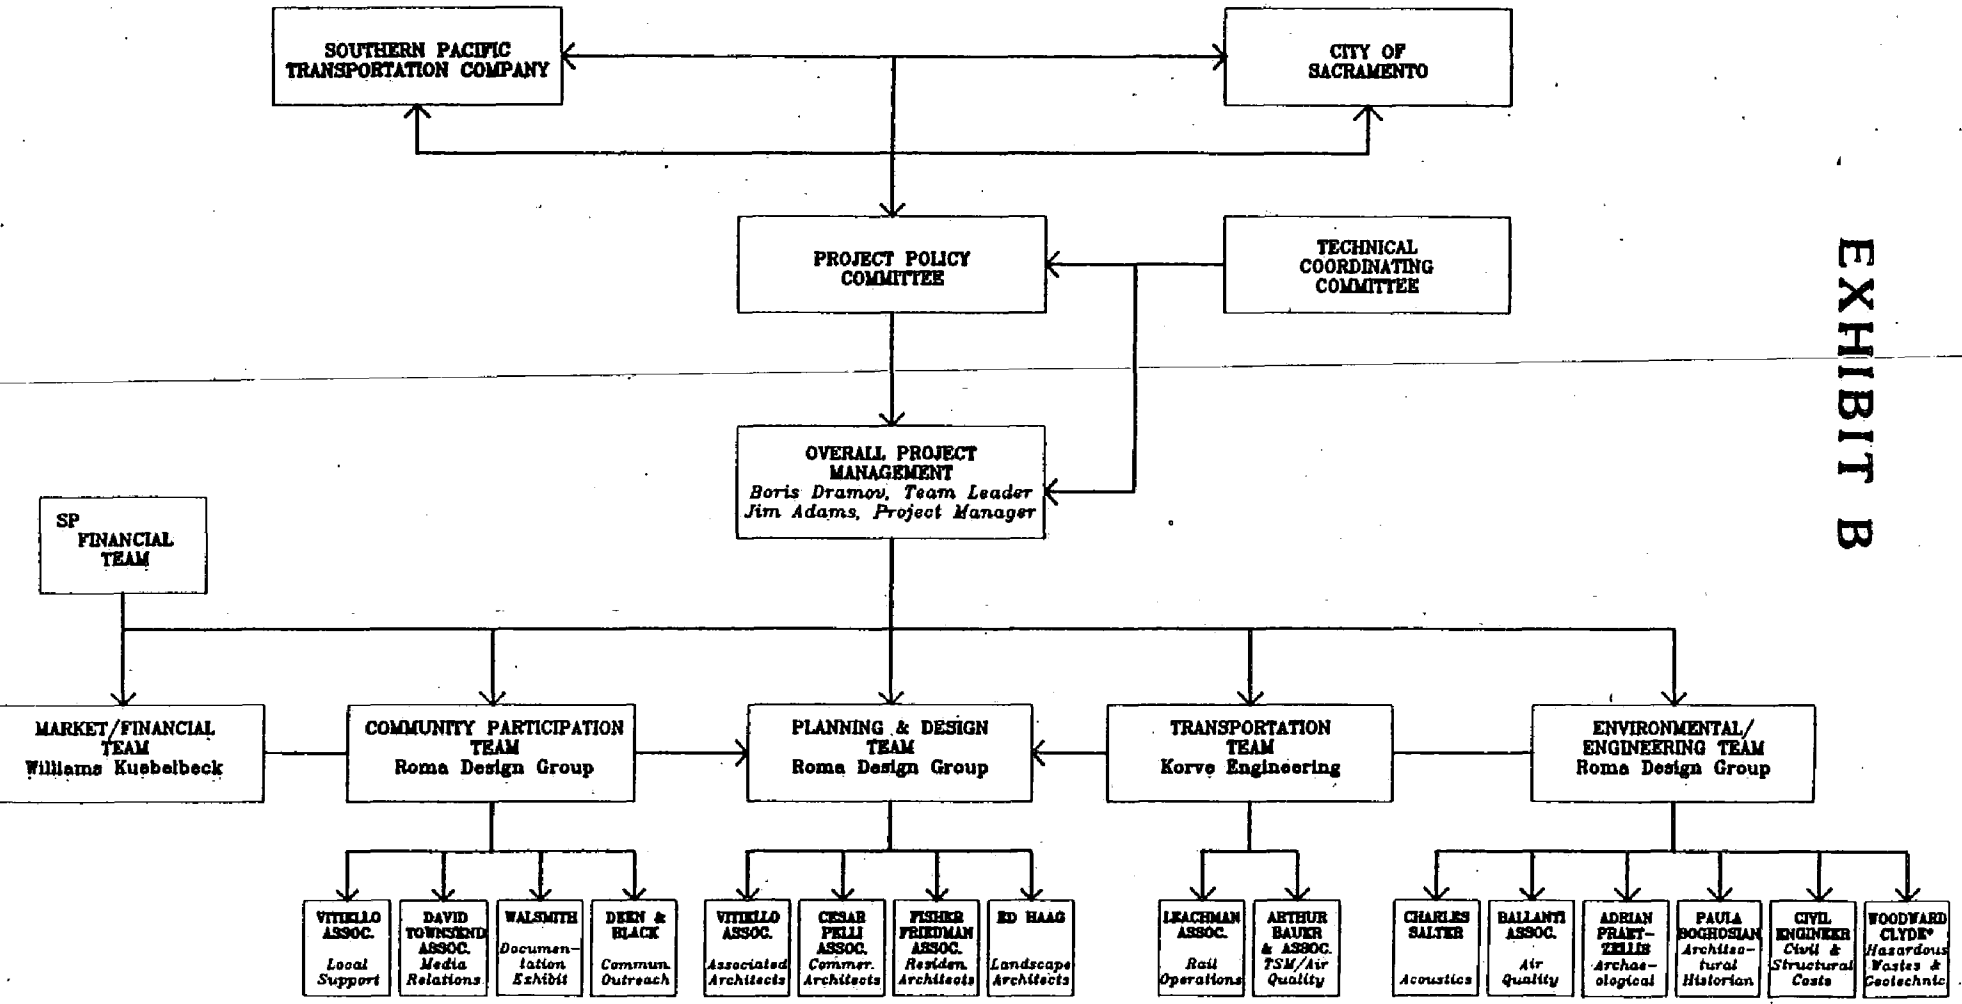 SOUTHERN PACIFIC
TRANSPORTATION COMPANY
CITY OF
SACRAMENTO
PROJECT POLICY
COMMITTEE
TECHNICAL
COORDINATING
COMMITTEE
EXHIBIT B
OVERALL PROJECT
MANAGEMENT
Boris Dramov, Team Leader
Jim Adams, Project Manager
SP
FINANCIAL
TEAM
MARKET/FINANCIAL
TEAM
Williams Kuebelbeck
COMMUNITY PARTICIPATION
TEAM
Roma Design Group
PLANNING & DESIGN
TEAM
Roma Design Group
TRANSPORTATION
TEAM
Korve Engineering
ENVIRONMENTAL/
ENGINEERING TEAM
Roma Design Group
VITIELLO
ASSOC.
Local
Support
DAVID
TOWNSEND
ASSOC.
Media
Relations
WALSMITH
Documen-
tation
Exhibit
DEEN &
BLACK
Commun.
Outreach
VITIELLO
ASSOC.
Associated
Architects
CESAR
PELLI
ASSOC.
Commer.
Architects
FISHER
FRIEDMAN
ASSOC.
Residen.
Architects
ED HAAG
Landscape
Architects
LEACHMAN
ASSOC.
Rail
Operations
ARTHUR
BAUER
& ASSOC.
TSM/Air
Quality
CHARLES
SALTER
Acoustics
BALLANTI
ASSOC.
Air
Quality
ADRIAN
PRAET-
ZELLIS
Archae-
ological
PAULA
BOGHOSIAN
Architec-
tural
Historian
CIVIL
ENGINEER
Civil &
Structural
Costs
WOODWARD
CLYDE*
Hazardous
Wastes &
Geotechnic